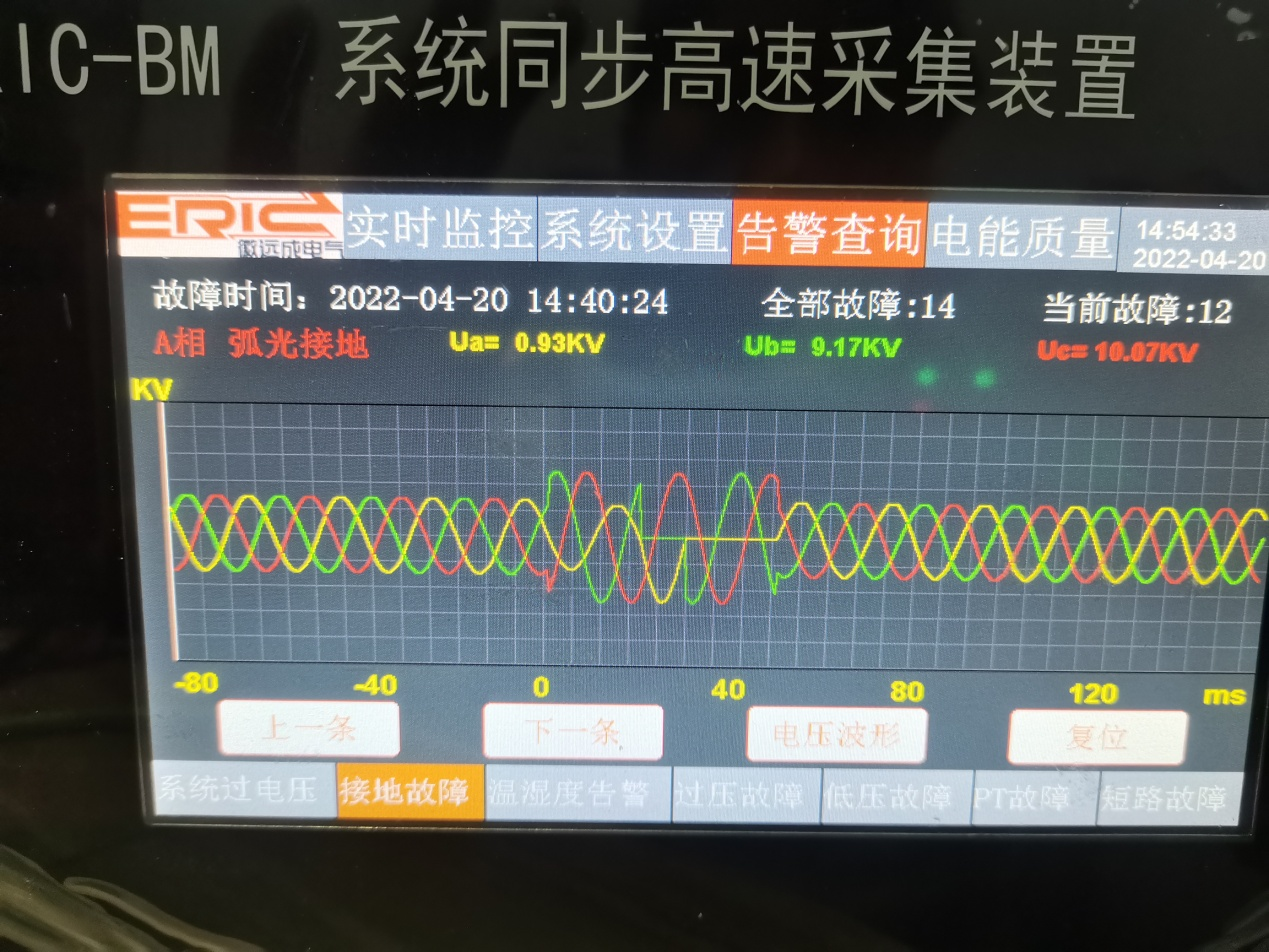 IC-BM 系统同步高速采集装置
ERIC 徽远成电气 实时监控 系统设置 告警查询 电能质量 14:54:33
2022-04-20
故障时间: 2022-04-20 14:40:24 全部故障:14 当前故障:12
A相 弧光接地 Ua= 0.93KV Ub= 9.17KV Uc= 10.07KV
KV
-80 -40 0 40 80 120 ms
上一条 下一条 电压波形 复位
系统过电压 接地故障 温湿度告警 过压故障 低压故障 PT故障 短路故障